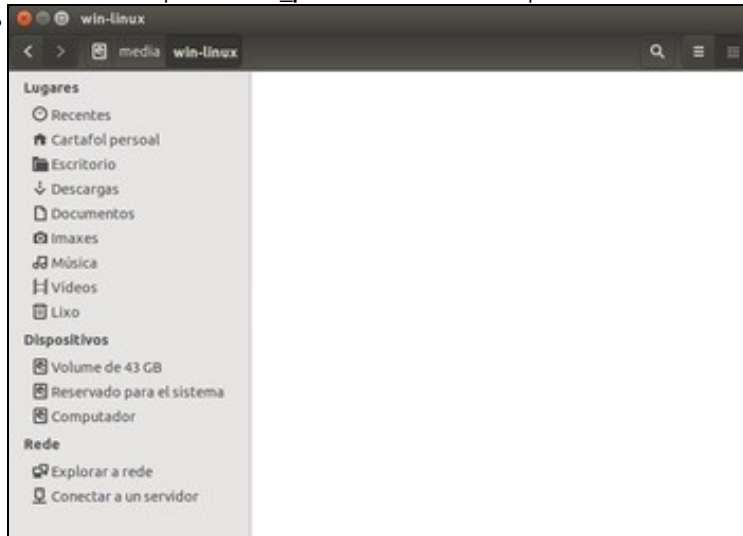 win-linux
media win-linux
Lugares
Recentes
Cartafol persoal
Escritorio
Descargas
Documentos
Imaxes
Música
Vídeos
Lixo
Dispositivos
Volume de 43 GB
Reservado para el sistema
Computador
Rede
Explorar a rede
Conectar a un servidor